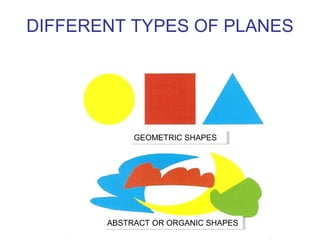 DIFFERENT TYPES OF PLANES
GEOMETRIC SHAPES
ABSTRACT OR ORGANIC SHAPES